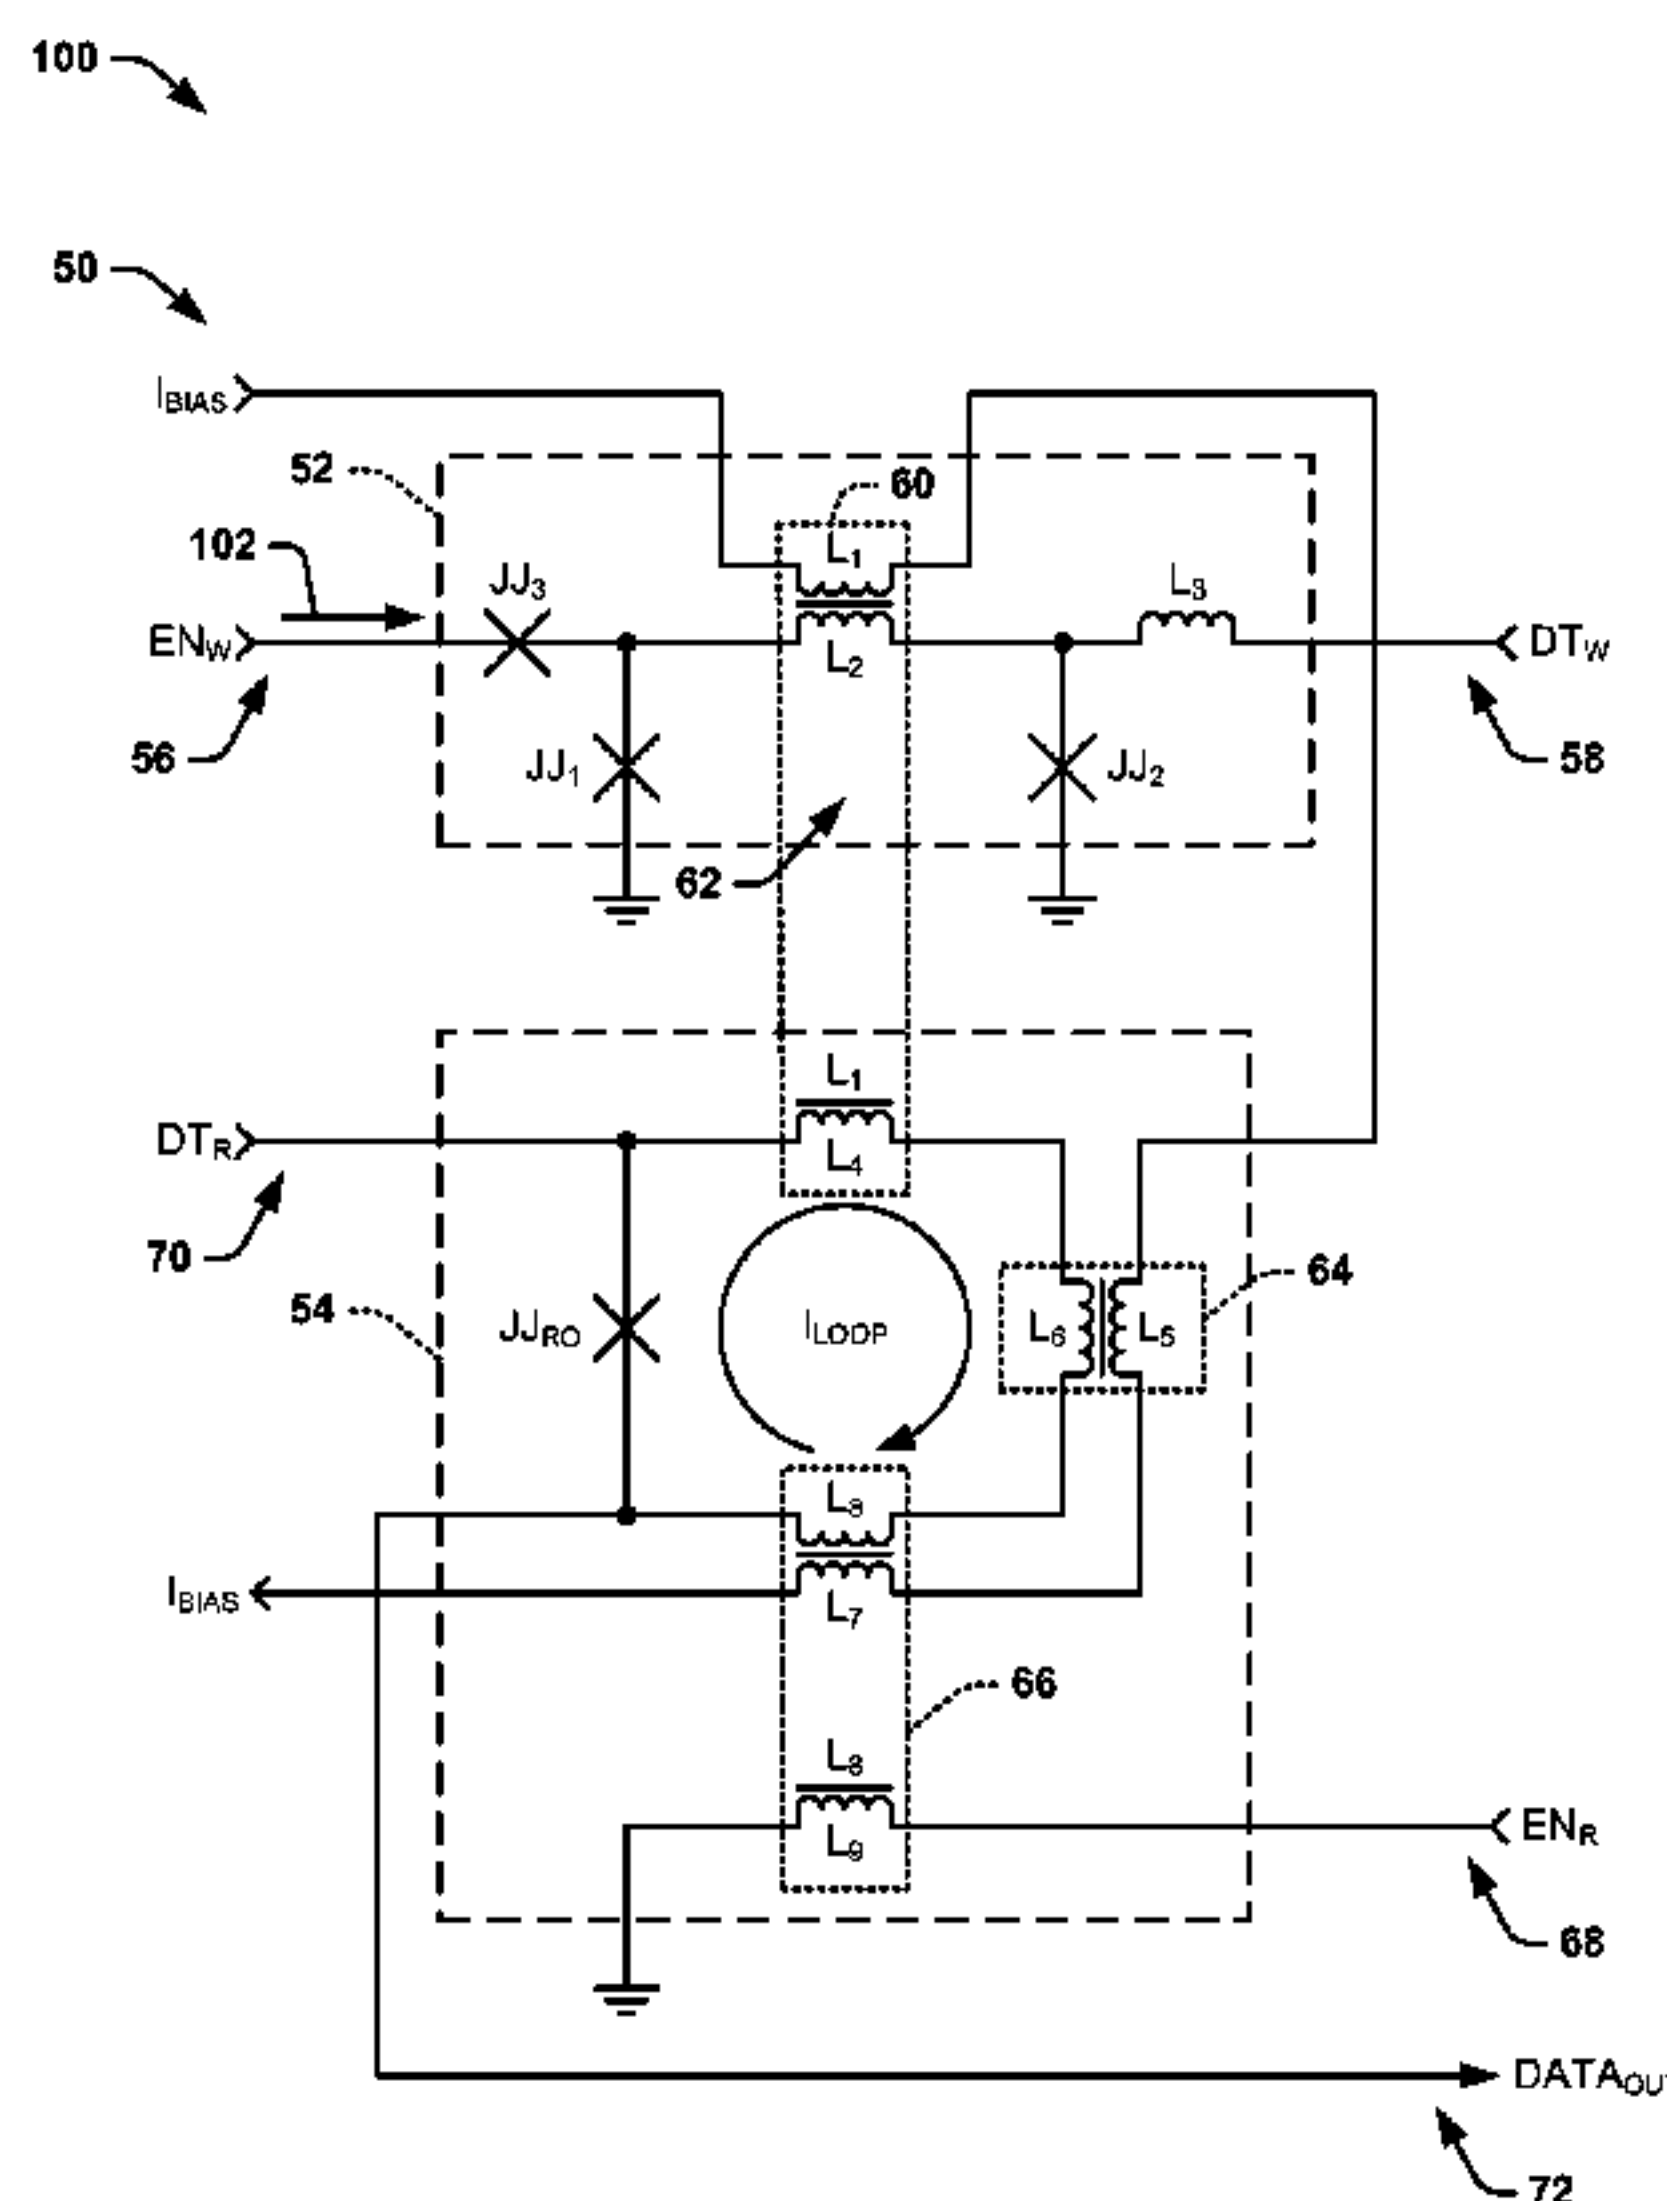 100
50
I_BIAS
52
60
L₁
102
JJ₃
L₃
EN_W
L₂
DT_W
56
JJ₁
JJ₂
58
62
L₁
DT_R
L₄
70
64
54
JJ_RO
I_LOOP
L₆
L₅
L₈
I_BIAS
L₇
66
L₈
EN_R
L₉
68
DATA_OUT
72